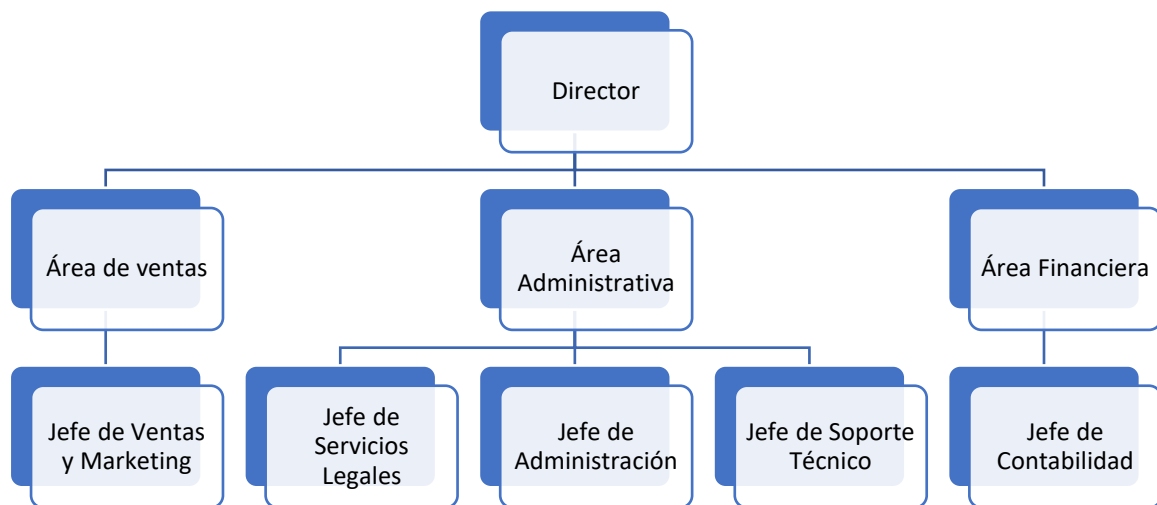 Director
Área de ventas
Área
Administrativa
Área Financiera
Jefe de Ventas
y Marketing
Jefe de
Servicios
Legales
Jefe de
Administración
Jefe de Soporte
Técnico
Jefe de
Contabilidad